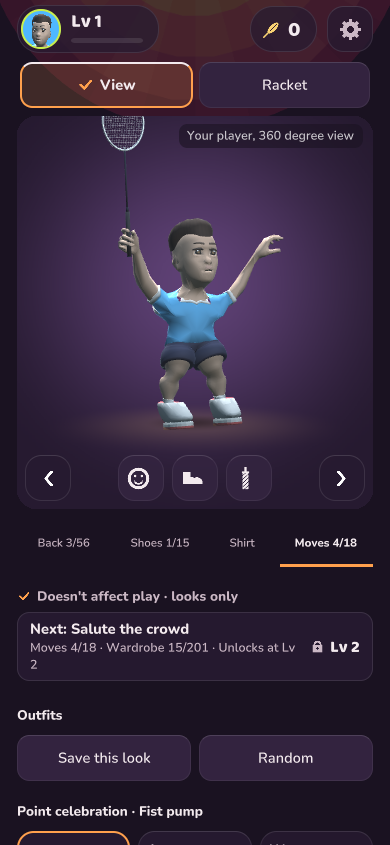 Lv 1
0
View
Racket
Your player, 360 degree view
Back 3/56
Shoes 1/15
Shirt
Moves 4/18
Doesn't affect play · looks only
Next: Salute the crowd
Moves 4/18 · Wardrobe 15/201 · Unlocks at Lv
2
Lv 2
Outfits
Save this look
Random
Point celebration · Fist pump